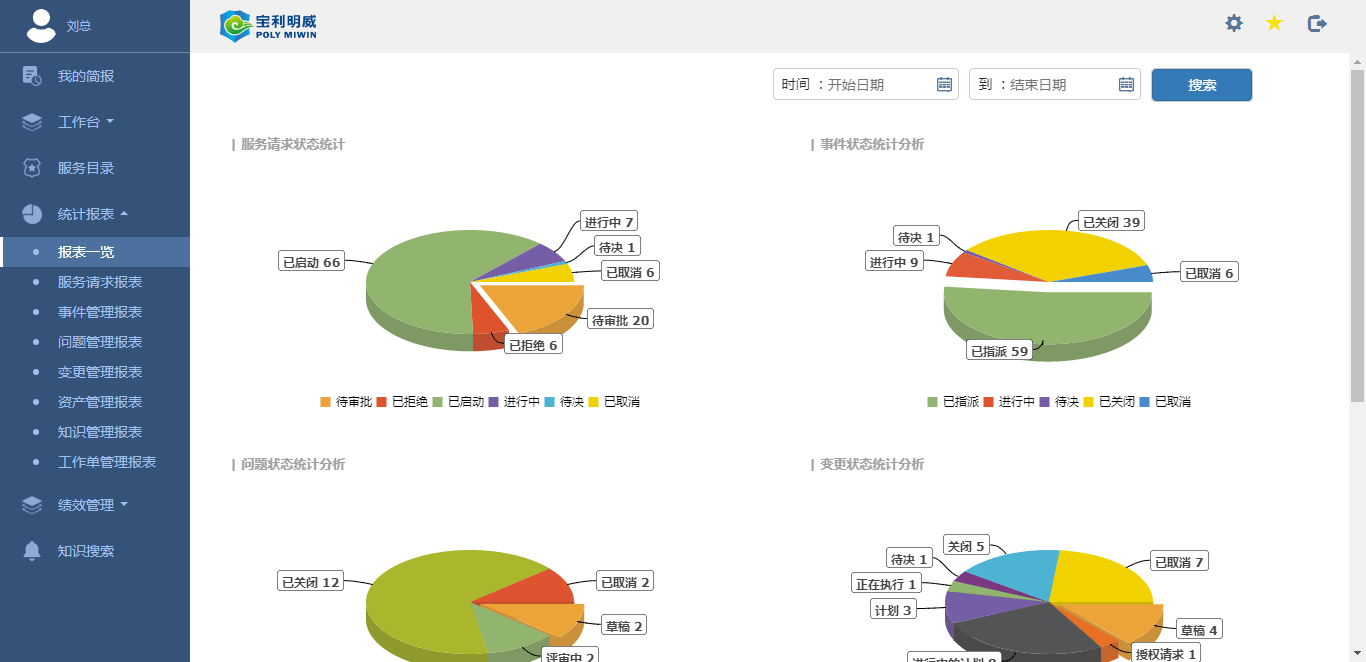 刘总
我的简报
工作台
服务目录
统计报表
报表一览
服务请求报表
事件管理报表
问题管理报表
变更管理报表
资产管理报表
知识管理报表
工作单管理报表
绩效管理
知识搜索
宝利明威
POLY MIWIN
时间 ：开始日期
到 ：结束日期
搜索
| 服务请求状态统计
进行中 7
待决 1
已启动 66
已取消 6
待审批 20
已拒绝 6
待审批 已拒绝 已启动 进行中 待决 已取消
| 事件状态统计分析
已关闭 39
待决 1
进行中 9
已取消 6
已指派 59
已指派 进行中 待决 已关闭 已取消
| 问题状态统计分析
已关闭 12
已取消 2
草稿 2
评审中 2
| 变更状态统计分析
关闭 5
待决 1
已取消 7
正在执行 1
计划 3
草稿 4
授权请求 1